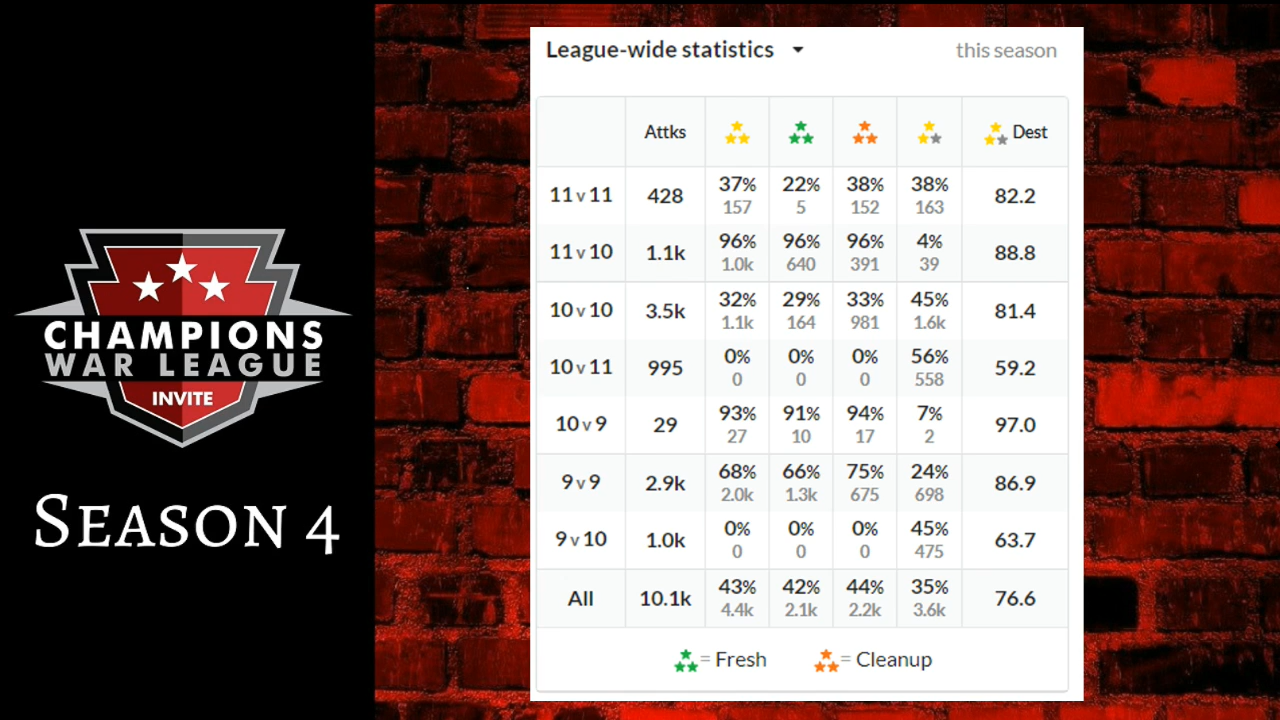 CHAMPIONS
WAR LEAGUE
INVITE
SEASON 4
League-wide statistics this season
Attks Dest
11 v 11 428 37% 22% 38% 38% 82.2
157 5 152 163
11 v 10 1.1k 96% 96% 96% 4% 88.8
1.0k 640 391 39
10 v 10 3.5k 32% 29% 33% 45% 81.4
1.1k 164 981 1.6k
10 v 11 995 0% 0% 0% 56% 59.2
0 0 0 558
10 v 9 29 93% 91% 94% 7% 97.0
27 10 17 2
9 v 9 2.9k 68% 66% 75% 24% 86.9
2.0k 1.3k 675 698
9 v 10 1.0k 0% 0% 0% 45% 63.7
0 0 0 475
All 10.1k 43% 42% 44% 35% 76.6
4.4k 2.1k 2.2k 3.6k
= Fresh = Cleanup